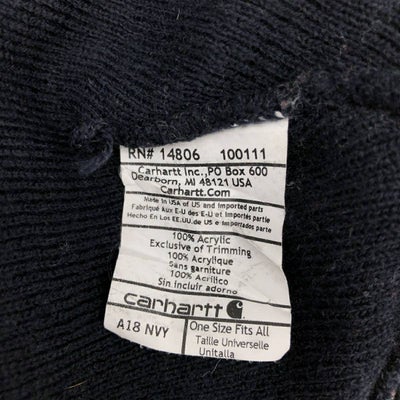 RN# 14806 100111
Carhartt Inc.,PO Box 600
Dearborn, MI 48121 USA
Carhartt.Com
Made in USA of US and imported parts
Fabriqué aux E-U des E-U et importés parts
Hecho En Los EE.UU.de US e importados parte
100% Acrylic
Exclusive of Trimming
100% Acrylique
Sans garniture
100% Acrilico
Sin incluir adorno
carhartt
A18 NVY
One Size Fits All
Taille Universelle
Unitalla